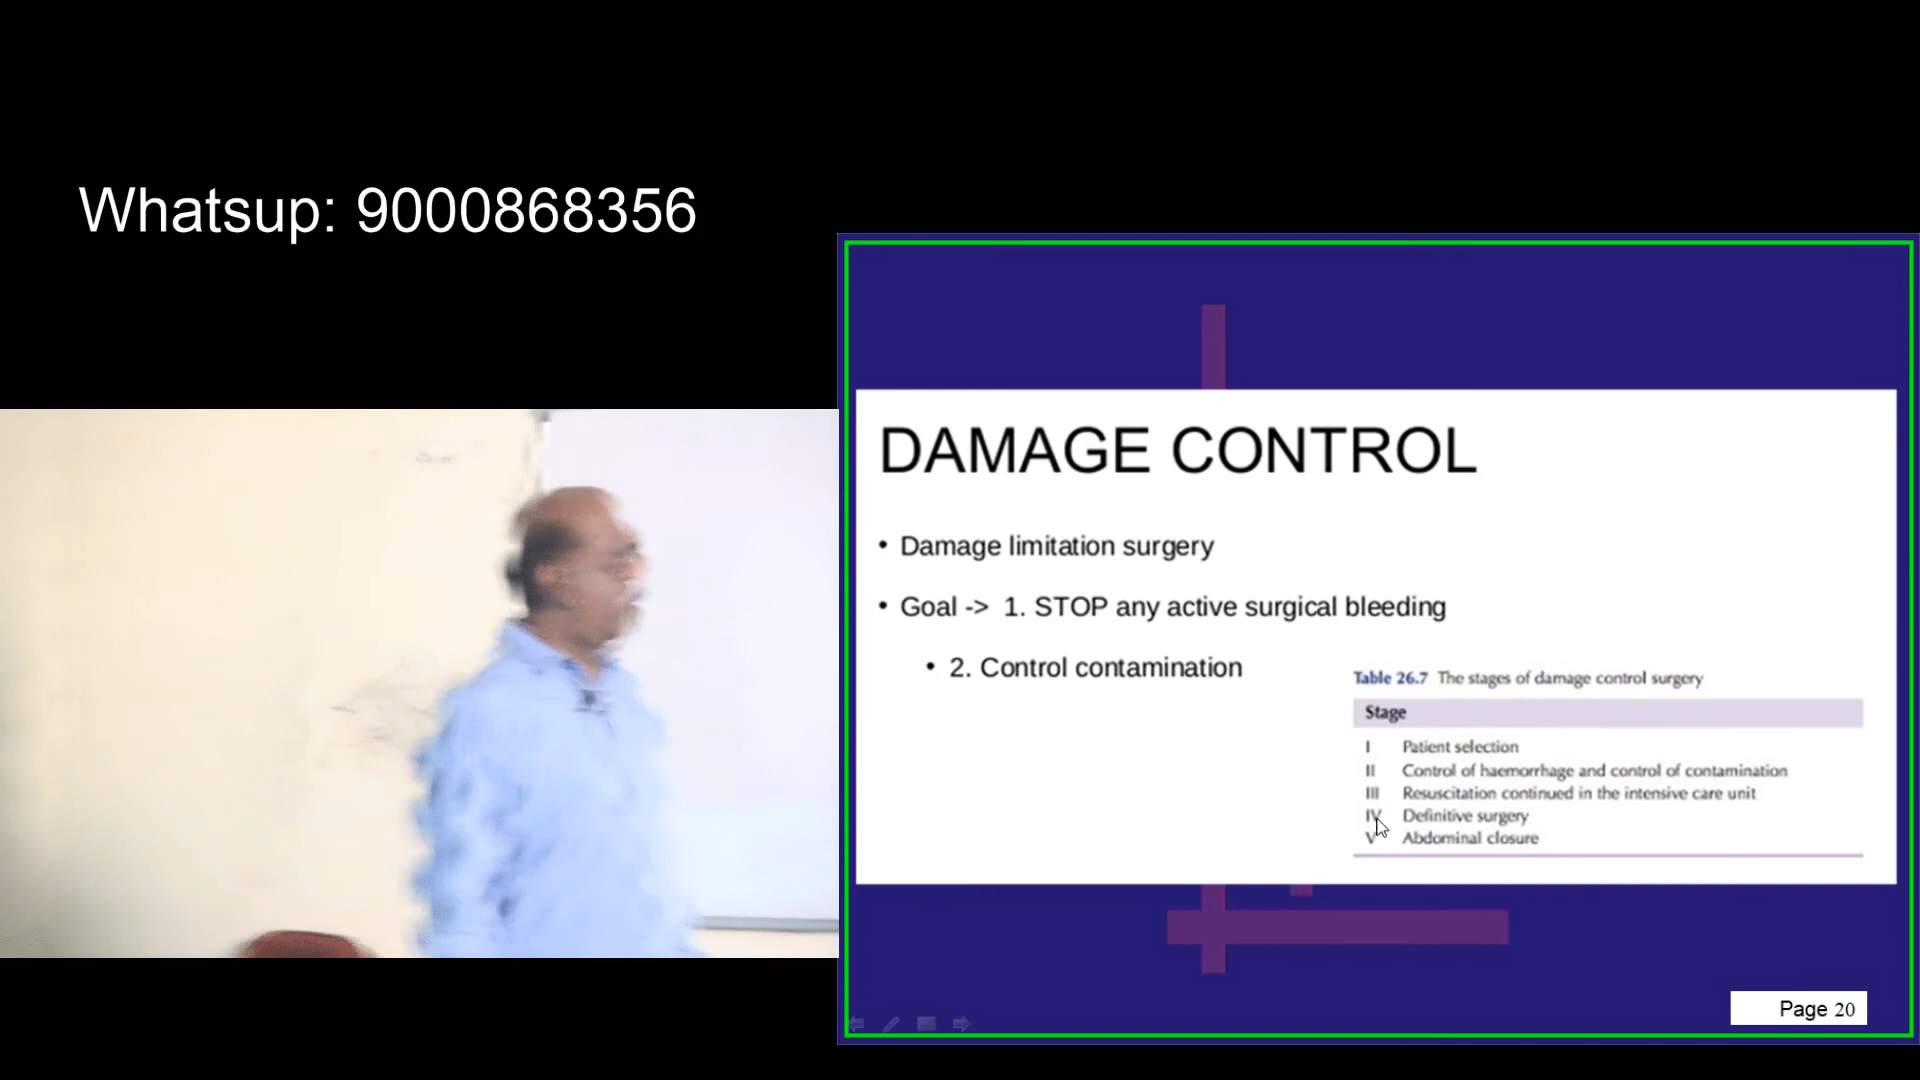 Whatsup: 9000868356
DAMAGE CONTROL
• Damage limitation surgery
• Goal -> 1. STOP any active surgical bleeding
• 2. Control contamination
Table 26.7 The stages of damage control surgery
Stage
I Patient selection
II Control of haemorrhage and control of contamination
III Resuscitation continued in the intensive care unit
IV Definitive surgery
V Abdominal closure
Page 20